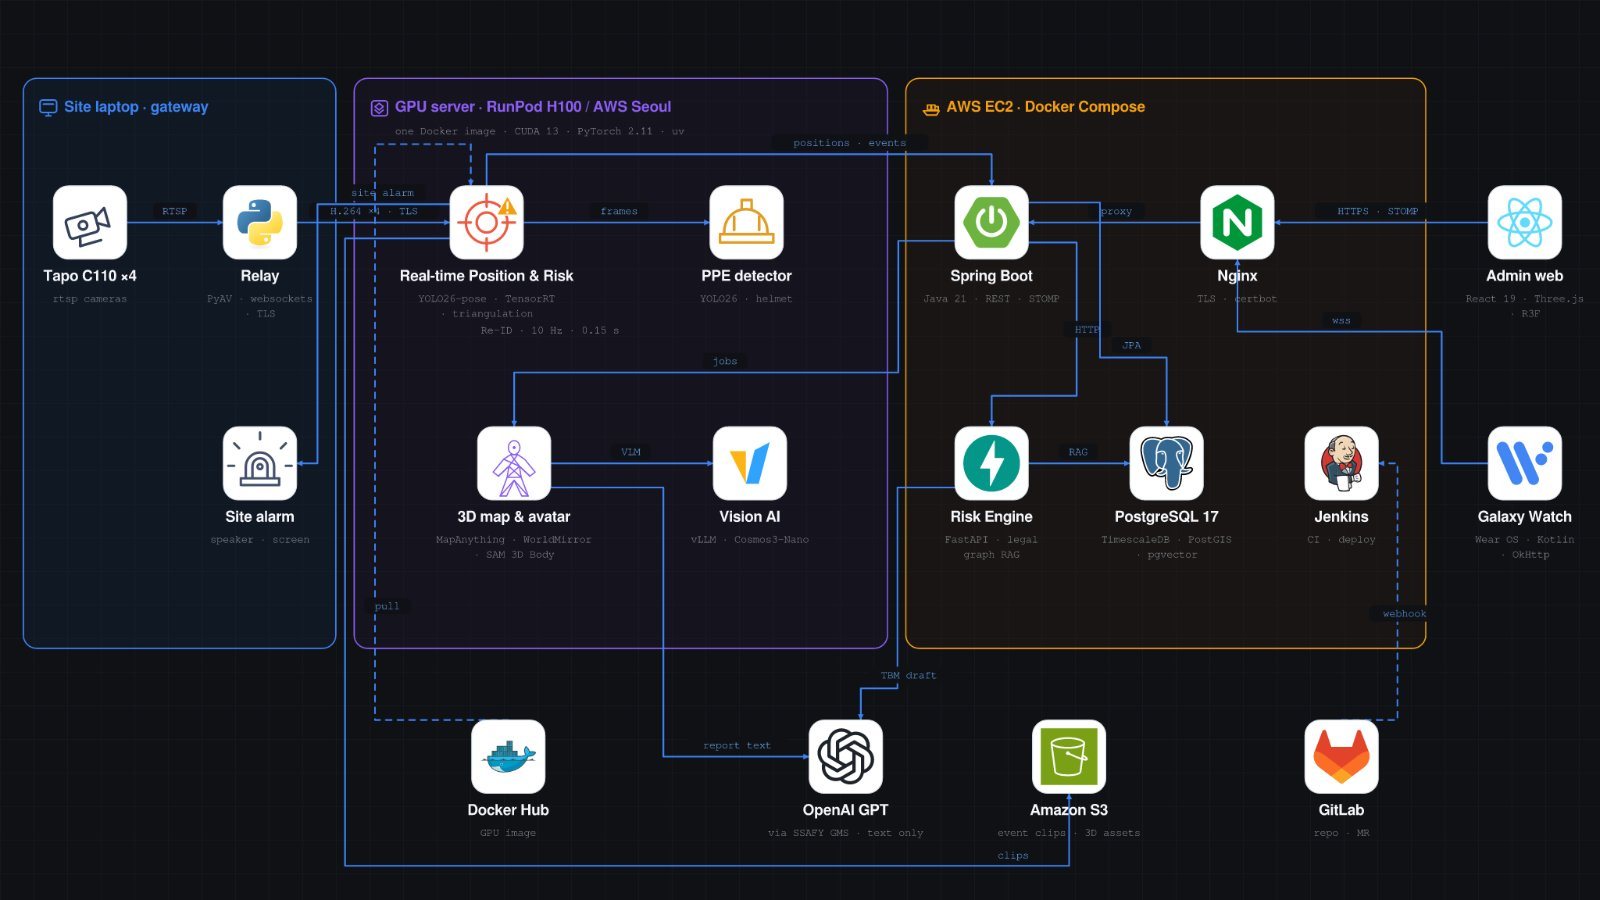 Site laptop · gateway
GPU server · RunPod H100 / AWS Seoul
one Docker image · CUDA 13 · PyTorch 2.11 · uv
AWS EC2 · Docker Compose
positions · events
site alarm
RTSP
H.264 ×4 · TLS
frames
proxy
HTTPS · STOMP
Tapo C110 ×4
rtsp cameras
Relay
PyAV · websockets
· TLS
Real-time Position & Risk
YOLO26-pose · TensorRT
· triangulation
Re-ID · 10 Hz · 0.15 s
PPE detector
YOLO26 · helmet
Spring Boot
Java 21 · REST · STOMP
Nginx
TLS · certbot
Admin web
React 19 · Three.js
· R3F
wss
HTTP
JPA
jobs
VLM
RAG
Site alarm
speaker · screen
3D map & avatar
MapAnything · WorldMirror
· SAM 3D Body
Vision AI
vLLM · Cosmos3-Nano
Risk Engine
FastAPI · legal
graph RAG
PostgreSQL 17
TimescaleDB · PostGIS
· pgvector
Jenkins
CI · deploy
Galaxy Watch
Wear OS · Kotlin
· OkHttp
pull
webhook
TBM draft
report text
Docker Hub
GPU image
OpenAI GPT
via SSAFY GMS · text only
Amazon S3
event clips · 3D assets
GitLab
repo · MR
clips